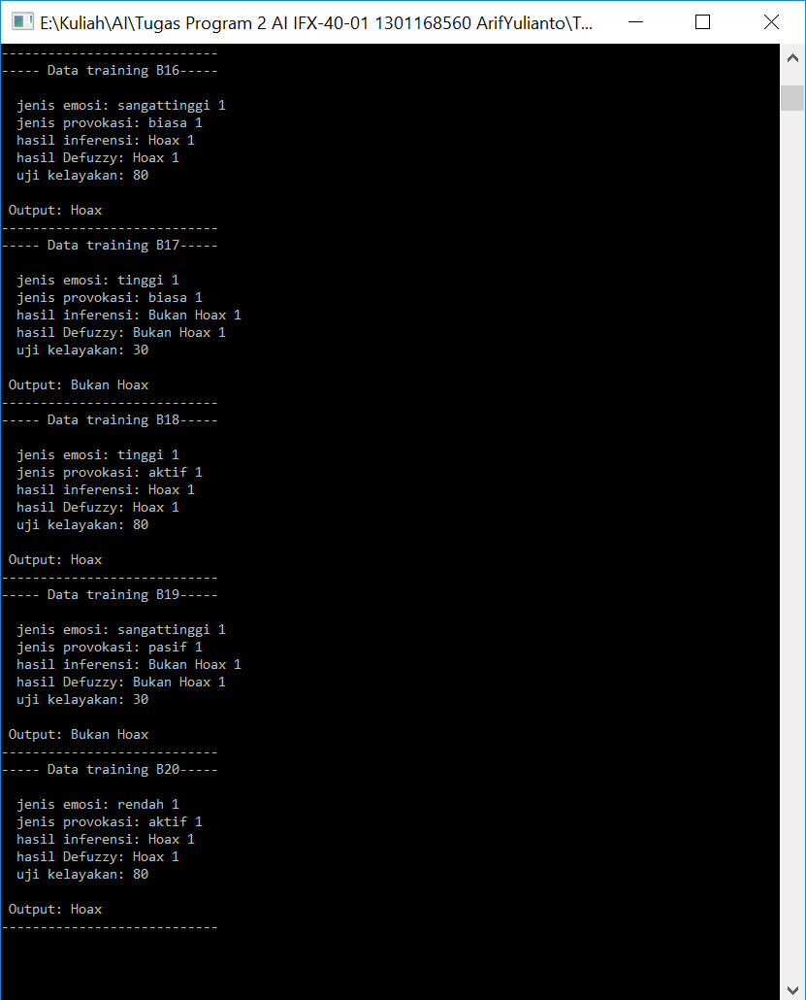 E:\Kuliah\AI\Tugas Program 2 AI IFX-40-01 1301168560 ArifYulianto\T...
----------------------------
----- Data training B16-----
jenis emosi: sangattinggi 1
jenis provokasi: biasa 1
hasil inferensi: Hoax 1
hasil Defuzzy: Hoax 1
uji kelayakan: 80
Output: Hoax
----------------------------
----- Data training B17-----
jenis emosi: tinggi 1
jenis provokasi: biasa 1
hasil inferensi: Bukan Hoax 1
hasil Defuzzy: Bukan Hoax 1
uji kelayakan: 30
Output: Bukan Hoax
----------------------------
----- Data training B18-----
jenis emosi: tinggi 1
jenis provokasi: aktif 1
hasil inferensi: Hoax 1
hasil Defuzzy: Hoax 1
uji kelayakan: 80
Output: Hoax
----------------------------
----- Data training B19-----
jenis emosi: sangattinggi 1
jenis provokasi: pasif 1
hasil inferensi: Bukan Hoax 1
hasil Defuzzy: Bukan Hoax 1
uji kelayakan: 30
Output: Bukan Hoax
----------------------------
----- Data training B20-----
jenis emosi: rendah 1
jenis provokasi: aktif 1
hasil inferensi: Hoax 1
hasil Defuzzy: Hoax 1
uji kelayakan: 80
Output: Hoax
----------------------------